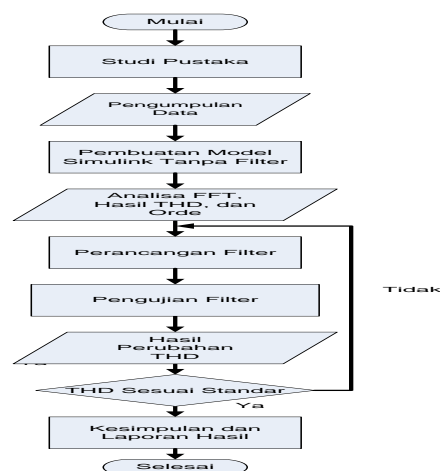 Mulai
Studi Pustaka
Pengumpulan
Data
Pembuatan Model
Simulink Tanpa Filter
Analisa FFT,
Hasil THD, dan
Orde
Perancangan Filter
Tidak
Pengujian Filter
Hasil
Perubahan
THD
THD Sesuai Standar
Ya
Kesimpulan dan
Laporan Hasil
Selesai